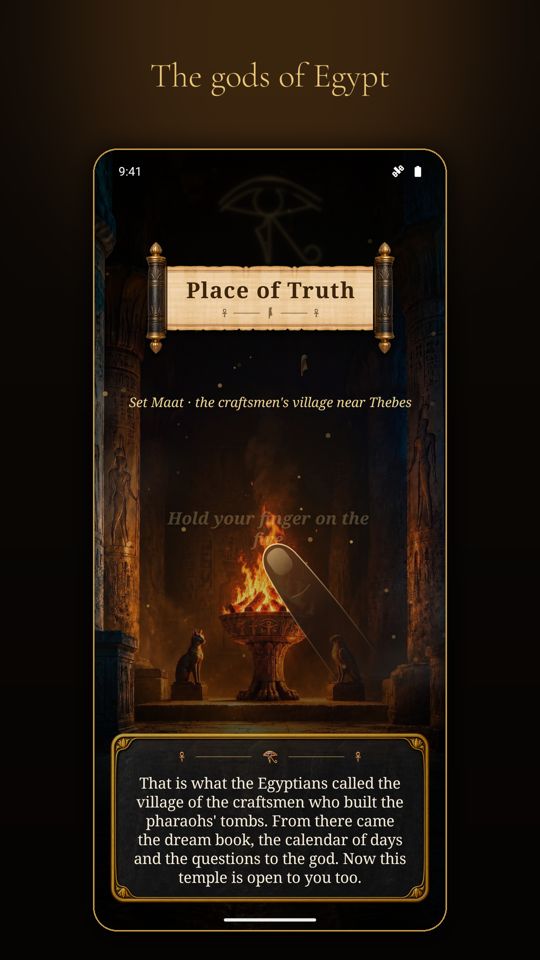 The gods of Egypt
9:41
Place of Truth
Set Maat · the craftsmen's village near Thebes
Hold your finger on the
That is what the Egyptians called the
village of the craftsmen who built the
pharaohs' tombs. From there came
the dream book, the calendar of days
and the questions to the god. Now this
temple is open to you too.